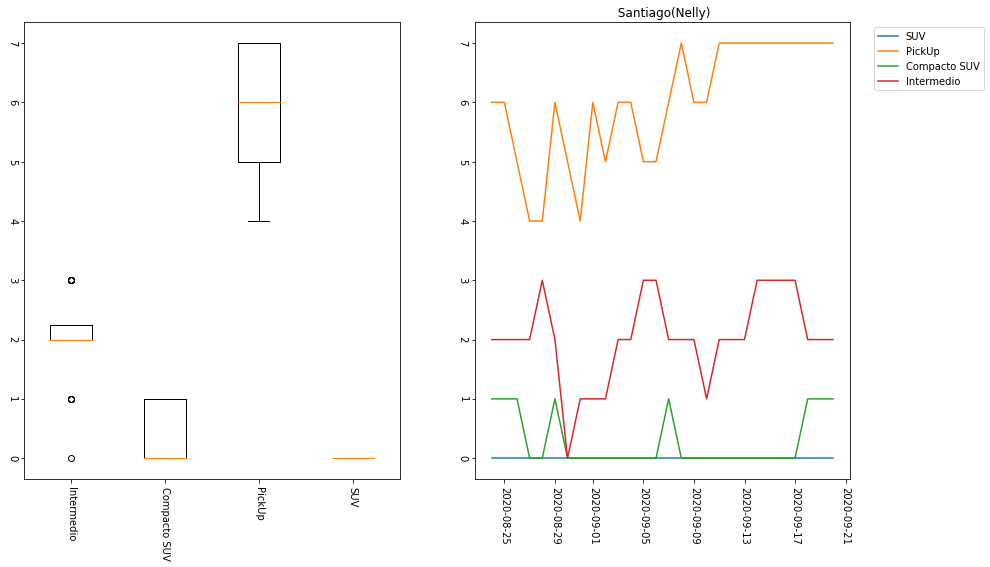 7
6
5
4
3
2
1
0
Intermedio
Compacto SUV
PickUp
SUV
Santiago(Nelly)
7
6
5
4
3
2
1
0
2020-08-25
2020-08-29
2020-09-01
2020-09-05
2020-09-09
2020-09-13
2020-09-17
2020-09-21
SUV
PickUp
Compacto SUV
Intermedio